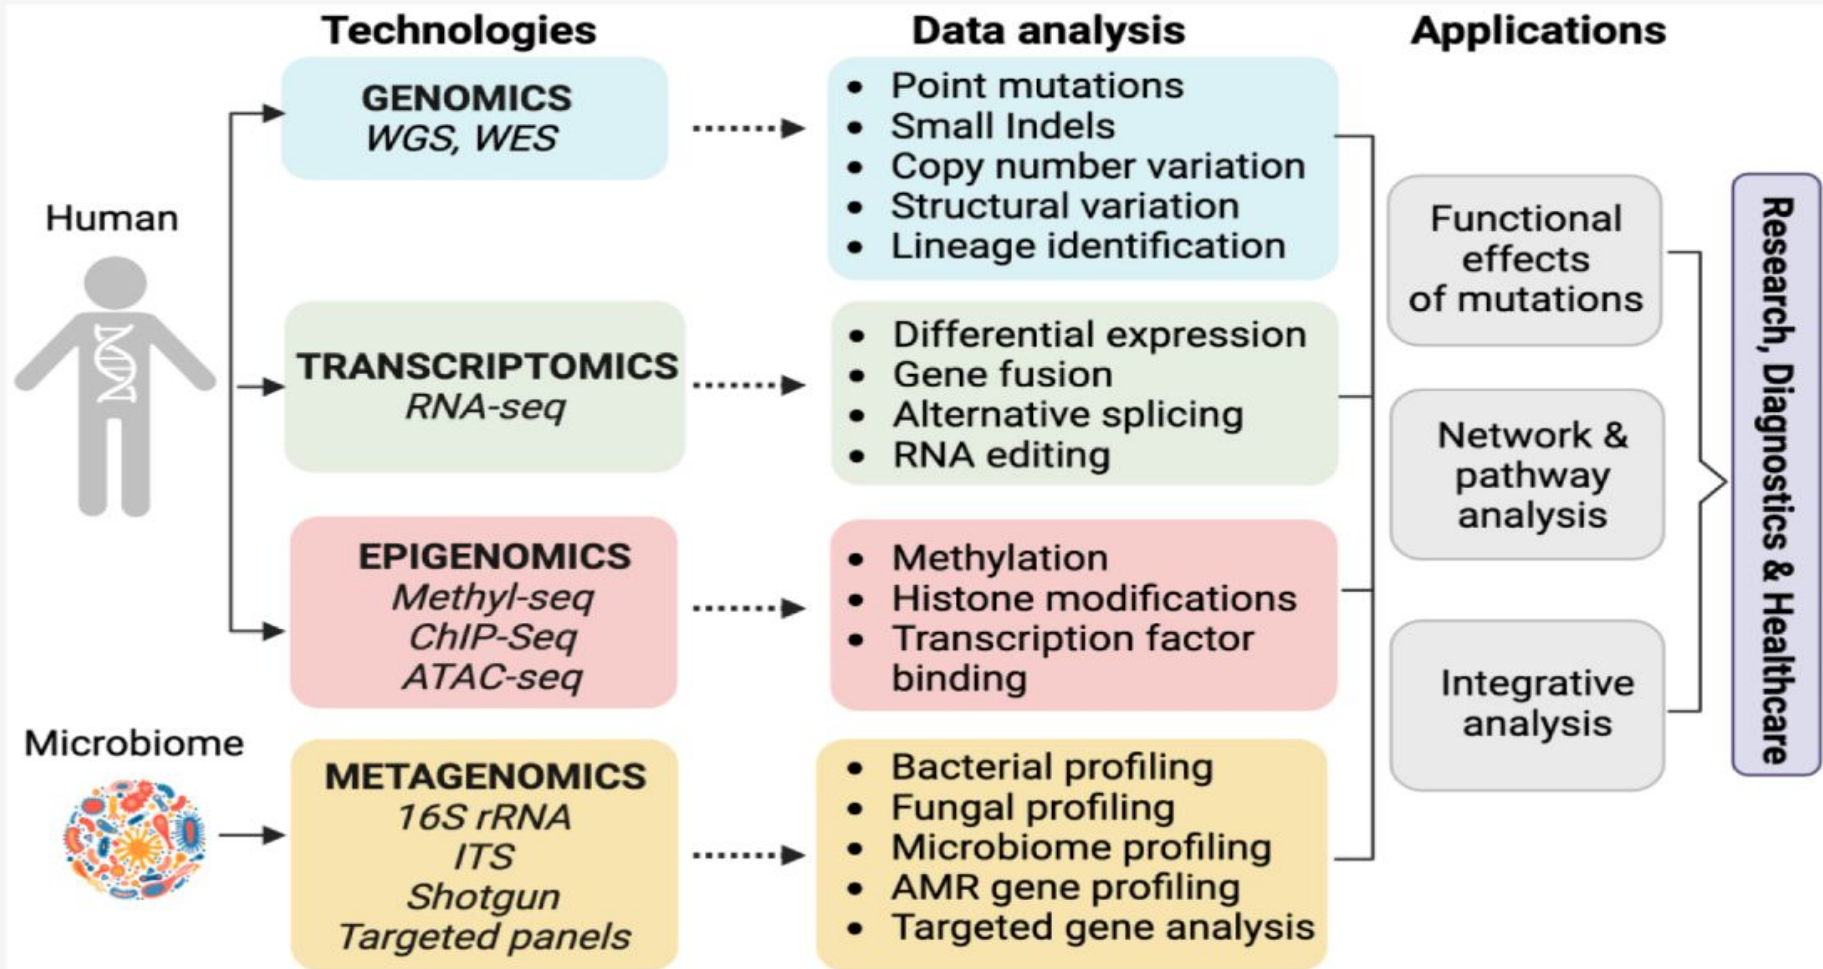 Technologies
Data analysis
Applications
Human
GENOMICS
WGS, WES
• Point mutations
• Small Indels
• Copy number variation
• Structural variation
• Lineage identification
TRANSCRIPTOMICS
RNA-seq
• Differential expression
• Gene fusion
• Alternative splicing
• RNA editing
EPIGENOMICS
Methyl-seq
ChIP-Seq
ATAC-seq
• Methylation
• Histone modifications
• Transcription factor
binding
Microbiome
METAGENOMICS
16S rRNA
ITS
Shotgun
Targeted panels
• Bacterial profiling
• Fungal profiling
• Microbiome profiling
• AMR gene profiling
• Targeted gene analysis
Functional
effects
of mutations
Network &
pathway
analysis
Integrative
analysis
Research, Diagnostics & Healthcare